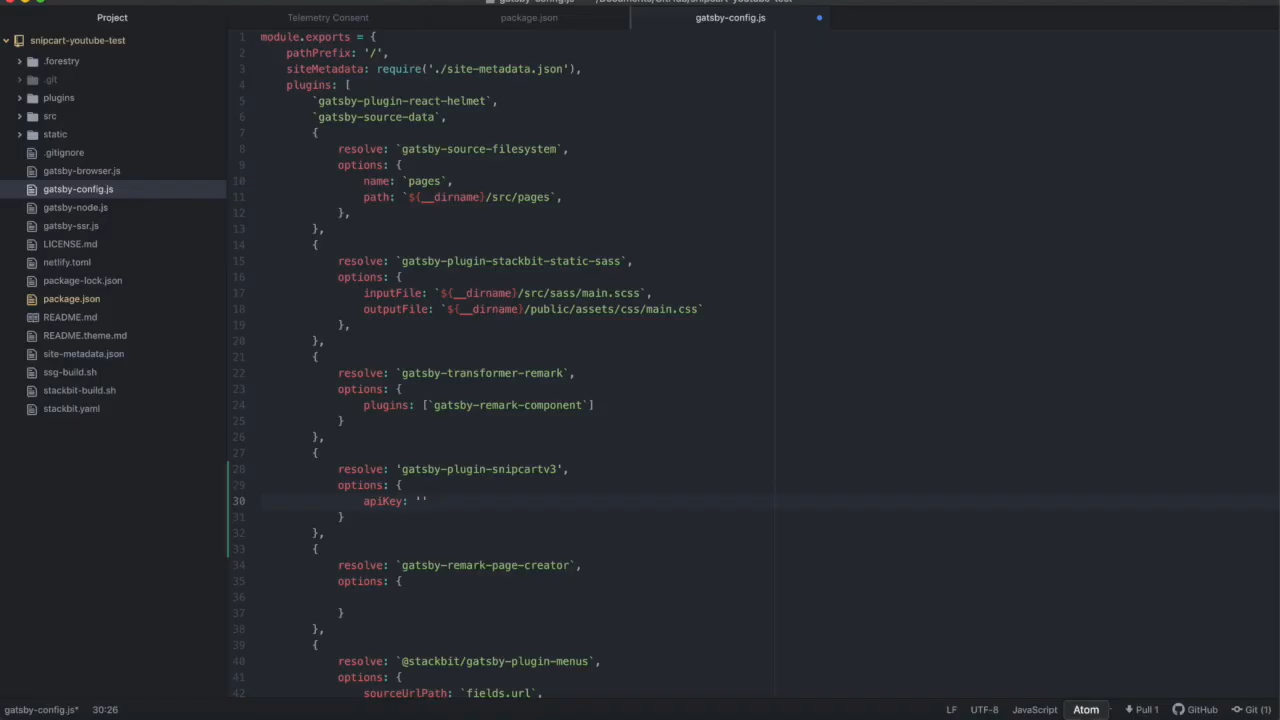 gatsby-config.js — ~/Documents/GitHub/snipcart-youtube-test
Project
Telemetry Consent
package.json
gatsby-config.js
snipcart-youtube-test
.forestry
.git
plugins
src
static
.gitignore
gatsby-browser.js
gatsby-config.js
gatsby-node.js
gatsby-ssr.js
LICENSE.md
netlify.toml
package-lock.json
package.json
README.md
README.theme.md
site-metadata.json
ssg-build.sh
stackbit-build.sh
stackbit.yaml
1 module.exports = {
2 pathPrefix: '/',
3 siteMetadata: require('./site-metadata.json'),
4 plugins: [
5 `gatsby-plugin-react-helmet`,
6 `gatsby-source-data`,
7 {
8 resolve: `gatsby-source-filesystem`,
9 options: {
10 name: `pages`,
11 path: `${__dirname}/src/pages`,
12 },
13 },
14 {
15 resolve: `gatsby-plugin-stackbit-static-sass`,
16 options: {
17 inputFile: `${__dirname}/src/sass/main.scss`,
18 outputFile: `${__dirname}/public/assets/css/main.css`
19 },
20 },
21 {
22 resolve: `gatsby-transformer-remark`,
23 options: {
24 plugins: [`gatsby-remark-component`]
25 }
26 },
27 {
28 resolve: 'gatsby-plugin-snipcartv3',
29 options: {
30 apiKey: ''
31 }
32 },
33 {
34 resolve: `gatsby-remark-page-creator`,
35 options: {
36
37 }
38 },
39 {
40 resolve: `@stackbit/gatsby-plugin-menus`,
41 options: {
42 sourceUrlPath: `fields.url`,
gatsby-config.js* 30:26
LF UTF-8 JavaScript Atom Pull 1 GitHub Git (1)